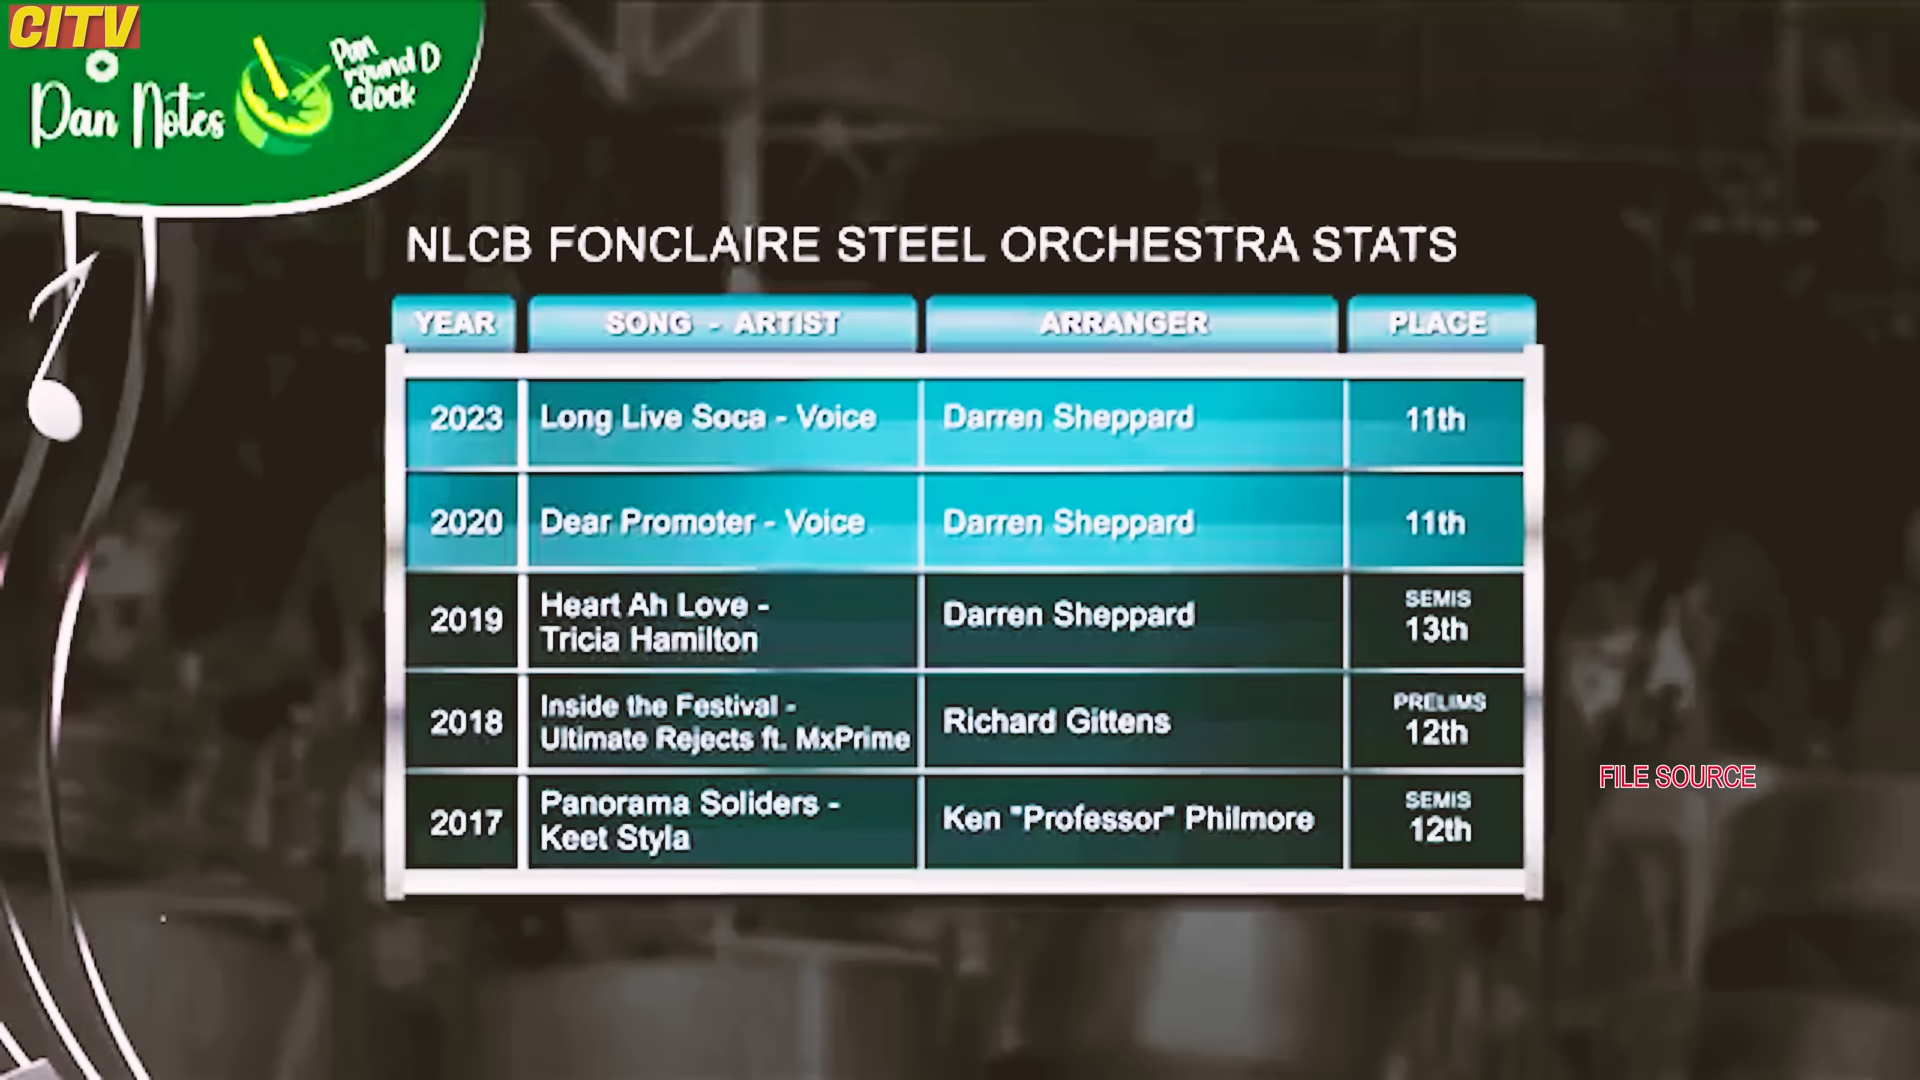 CITV
Pan Notes
Pan
round D
clock
NLCB FONCLAIRE STEEL ORCHESTRA STATS
YEAR SONG - ARTIST ARRANGER PLACE
2023 Long Live Soca - Voice Darren Sheppard 11th
2020 Dear Promoter - Voice Darren Sheppard 11th
2019 Heart Ah Love - Tricia Hamilton Darren Sheppard SEMIS 13th
2018 Inside the Festival - Ultimate Rejects ft. MxPrime Richard Gittens PRELIMS 12th
2017 Panorama Soliders - Keet Styla Ken "Professor" Philmore SEMIS 12th
FILE SOURCE